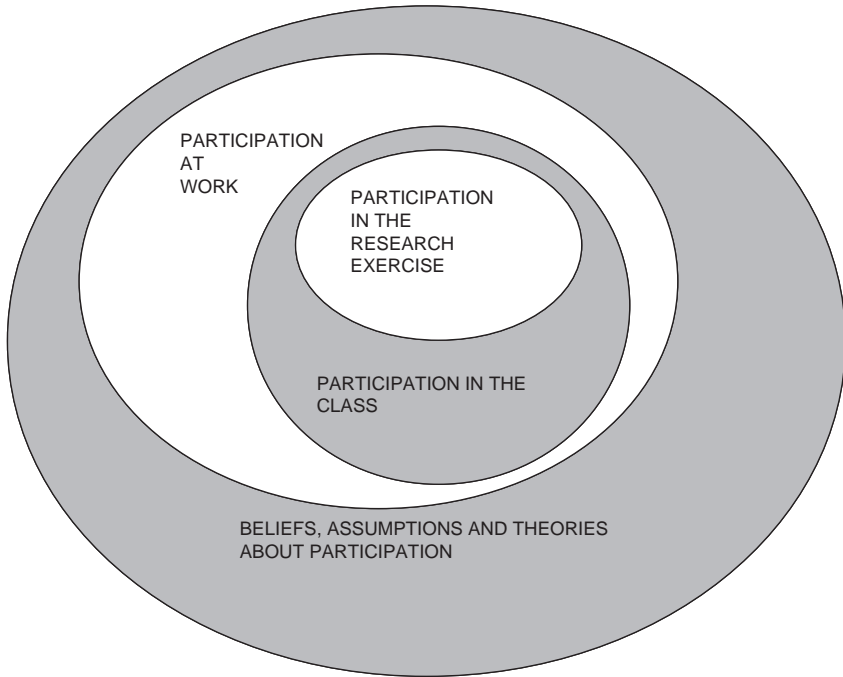 PARTICIPATION
AT
WORK
PARTICIPATION
IN THE
RESEARCH
EXERCISE
PARTICIPATION IN THE
CLASS
BELIEFS, ASSUMPTIONS AND THEORIES
ABOUT PARTICIPATION